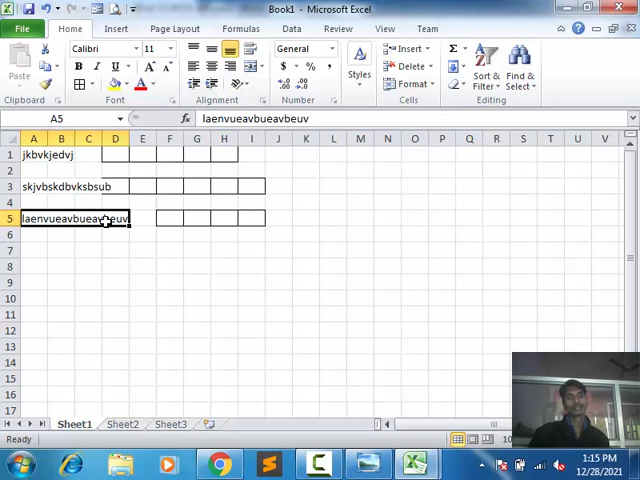 Book1 - Microsoft Excel
File Home Insert Page Layout Formulas Data Review View Team
Paste
Clipboard
Calibri 11
B I U
Font
Alignment
General
$ % ,
Number
Styles
Insert
Delete
Format
Cells
Σ
Sort & Filter
Find & Select
Editing
A5 fx laenvueavbueavbeuv
A B C D E F G H I J K L M N O P Q R S T U V
1 jkbvkjedvj
2
3 skjvbskdbvksbsub
4
5 laenvueavbueavbeuv
6
7
8
9
10
11
12
13
14
15
16
17
Sheet1 Sheet2 Sheet3
Ready
1:15 PM
12/28/2021